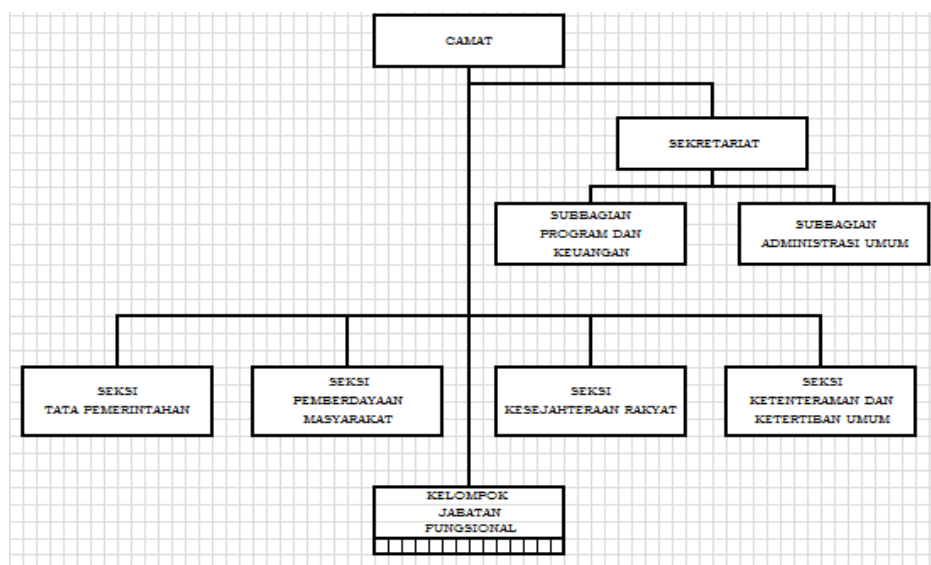 CAMAT
SEKRETARIAT
SUBBAGIAN
PROGRAM DAN
KEUANGAN
SUBBAGIAN
ADMINISTRASI UMUM
SEKSI
TATA PEMERINTAHAN
SEKSI
PEMBERDAYAAN
MASYARAKAT
SEKSI
KESEJAHTERAAN RAKYAT
SEKSI
KETENTERAMAN DAN
KETERTIBAN UMUM
KELOMPOK
JABATAN
FUNGSIONAL